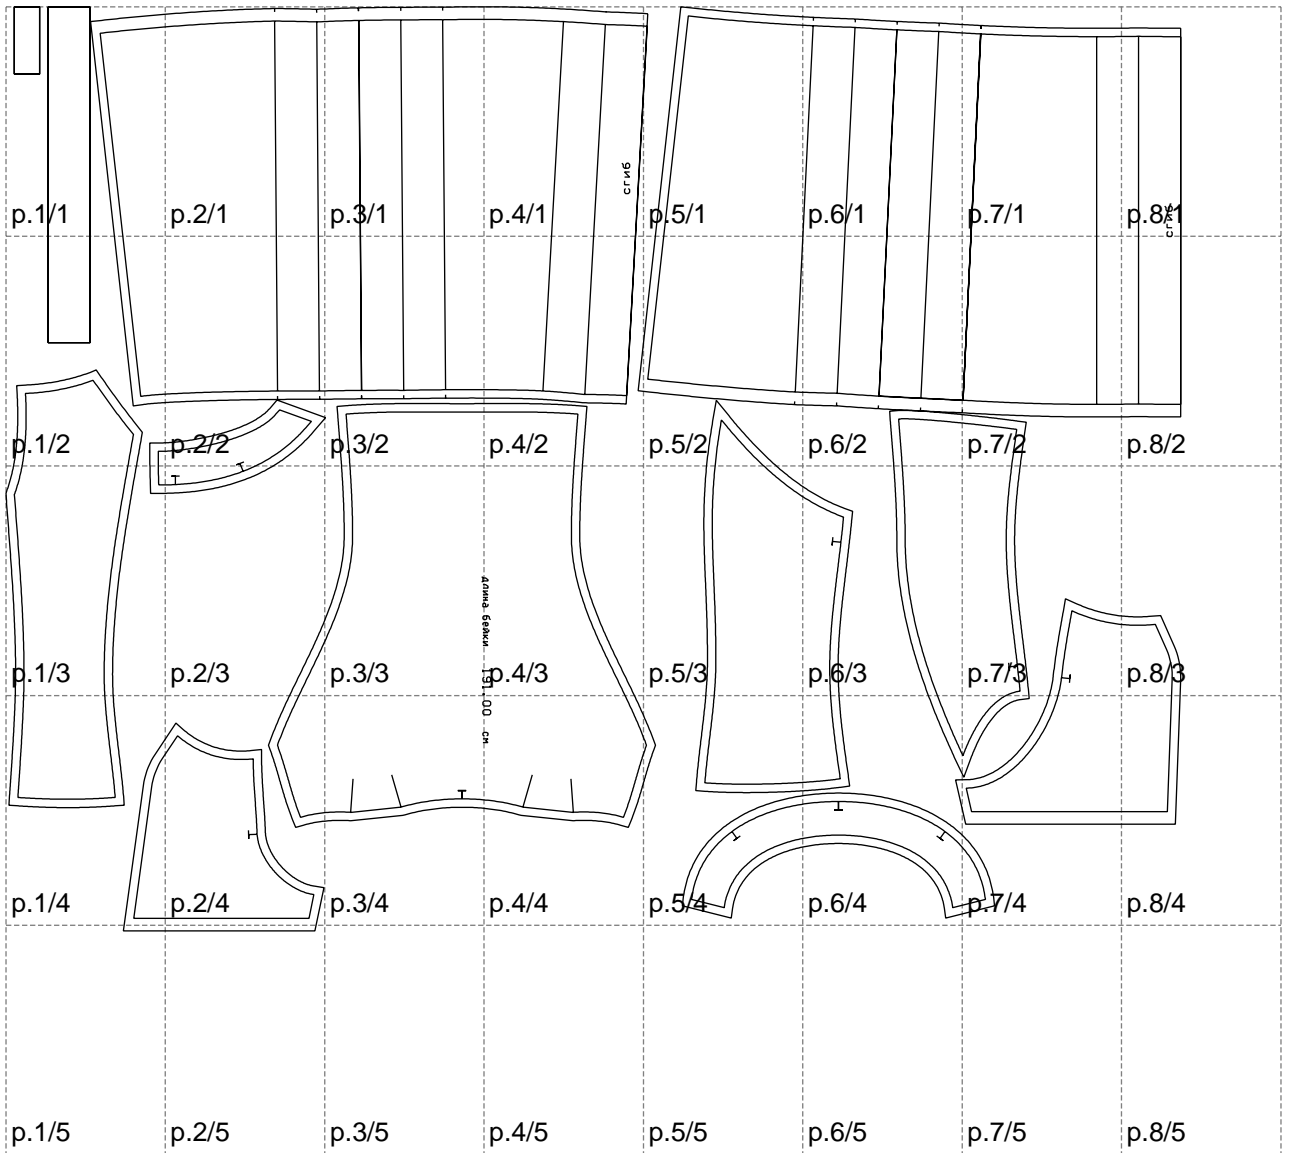 сгиб
p.1/1 p.2/1 p.3/1 p.4/1 p.5/1 p.6/1 p.7/1 p.8/1
сгиб
p.1/2 p.2/2 p.3/2 p.4/2 p.5/2 p.6/2 p.7/2 p.8/2
длина бейки 191.00 см
p.1/3 p.2/3 p.3/3 p.4/3 p.5/3 p.6/3 p.7/3 p.8/3
p.1/4 p.2/4 p.3/4 p.4/4 p.5/4 p.6/4 p.7/4 p.8/4
p.1/5 p.2/5 p.3/5 p.4/5 p.5/5 p.6/5 p.7/5 p.8/5